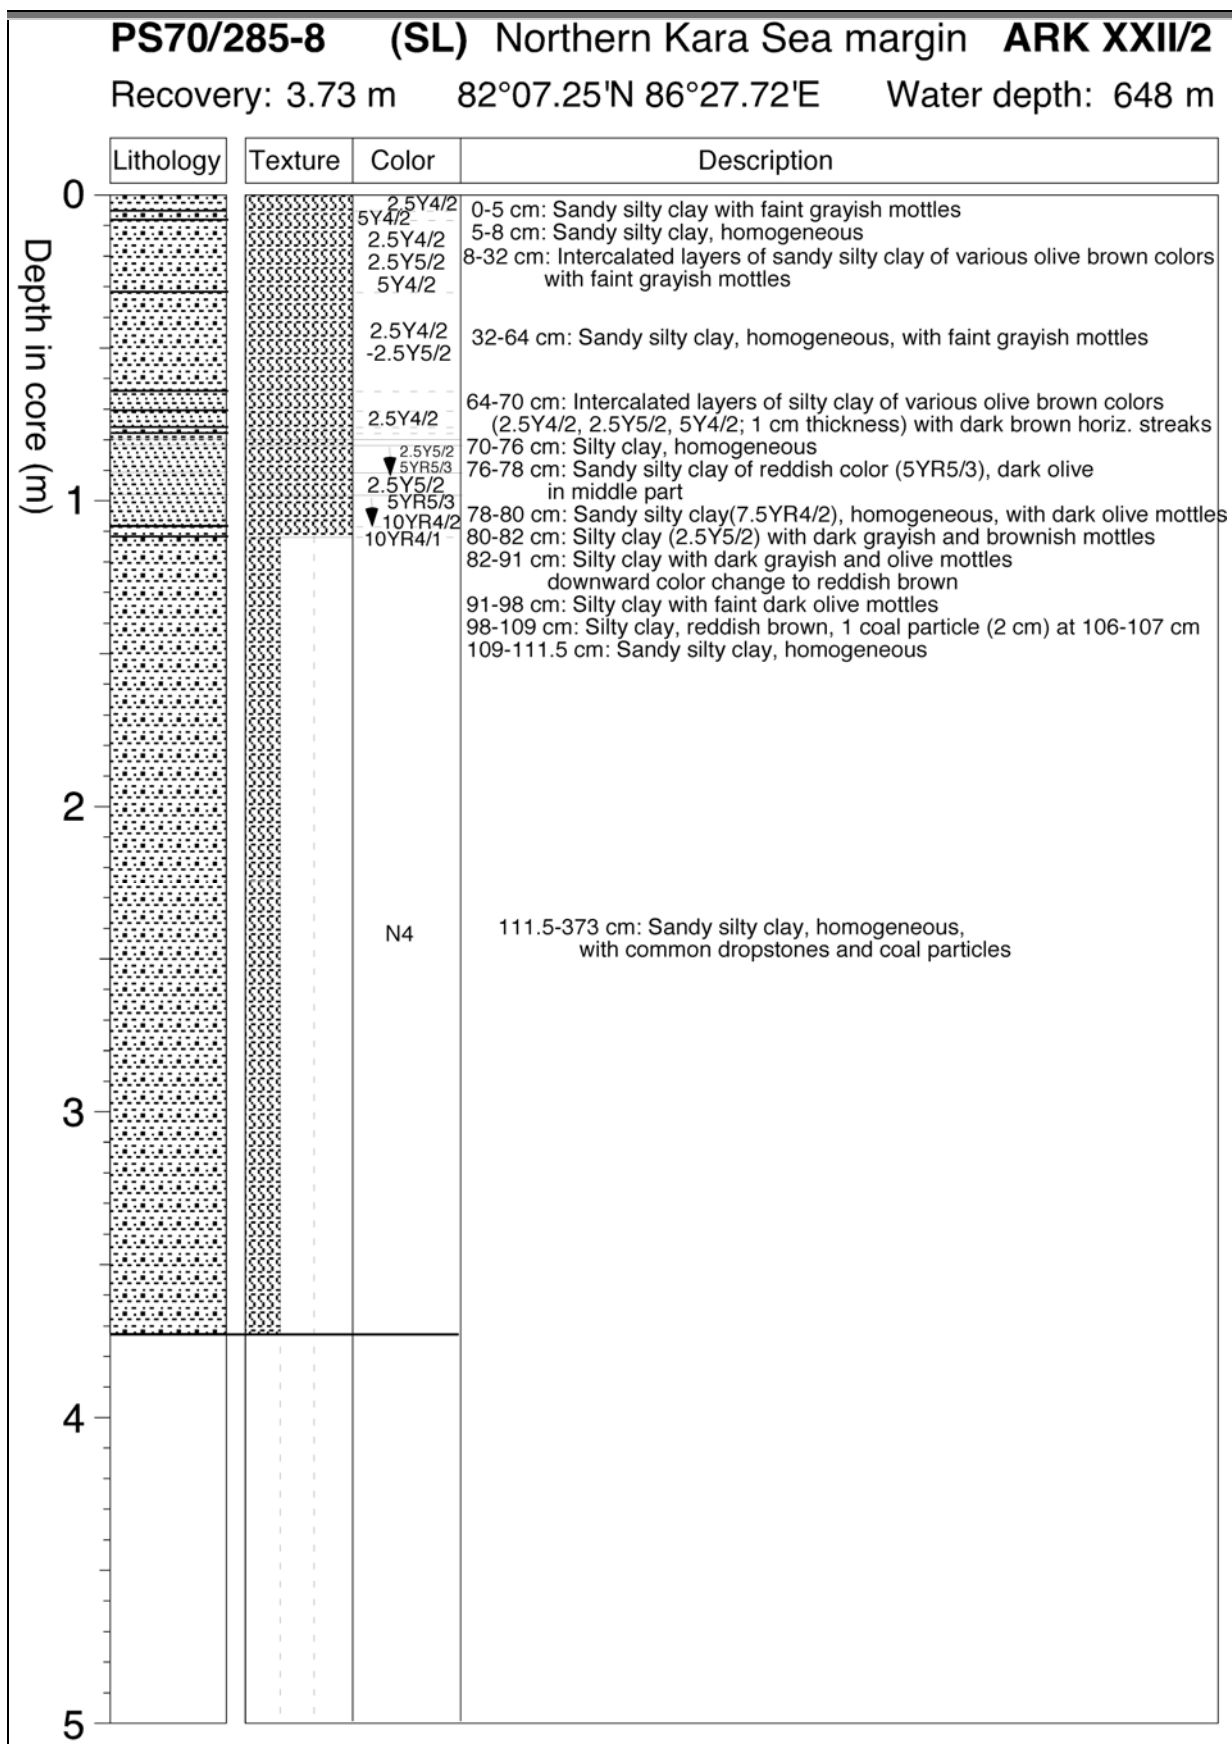 PS70/285-8 (SL) Northern Kara Sea margin ARK XXII/2
Recovery: 3.73 m 82°07.25'N 86°27.72'E Water depth: 648 m
Lithology Texture Color Description
Depth in core (m)
0
1
2
3
4
5
2.5Y4/2
5Y4/2
2.5Y4/2
2.5Y5/2
5Y4/2
2.5Y4/2
-2.5Y5/2
2.5Y4/2
2.5Y5/2
5YR5/3
2.5Y5/2
5YR5/3
10YR4/2
10YR4/1
N4
0-5 cm: Sandy silty clay with faint grayish mottles
5-8 cm: Sandy silty clay, homogeneous
8-32 cm: Intercalated layers of sandy silty clay of various olive brown colors
with faint grayish mottles
32-64 cm: Sandy silty clay, homogeneous, with faint grayish mottles
64-70 cm: Intercalated layers of silty clay of various olive brown colors
(2.5Y4/2, 2.5Y5/2, 5Y4/2; 1 cm thickness) with dark brown horiz. streaks
70-76 cm: Silty clay, homogeneous
76-78 cm: Sandy silty clay of reddish color (5YR5/3), dark olive
in middle part
78-80 cm: Sandy silty clay(7.5YR4/2), homogeneous, with dark olive mottles
80-82 cm: Silty clay (2.5Y5/2) with dark grayish and brownish mottles
82-91 cm: Silty clay with dark grayish and olive mottles
downward color change to reddish brown
91-98 cm: Silty clay with faint dark olive mottles
98-109 cm: Silty clay, reddish brown, 1 coal particle (2 cm) at 106-107 cm
109-111.5 cm: Sandy silty clay, homogeneous
111.5-373 cm: Sandy silty clay, homogeneous,
with common dropstones and coal particles